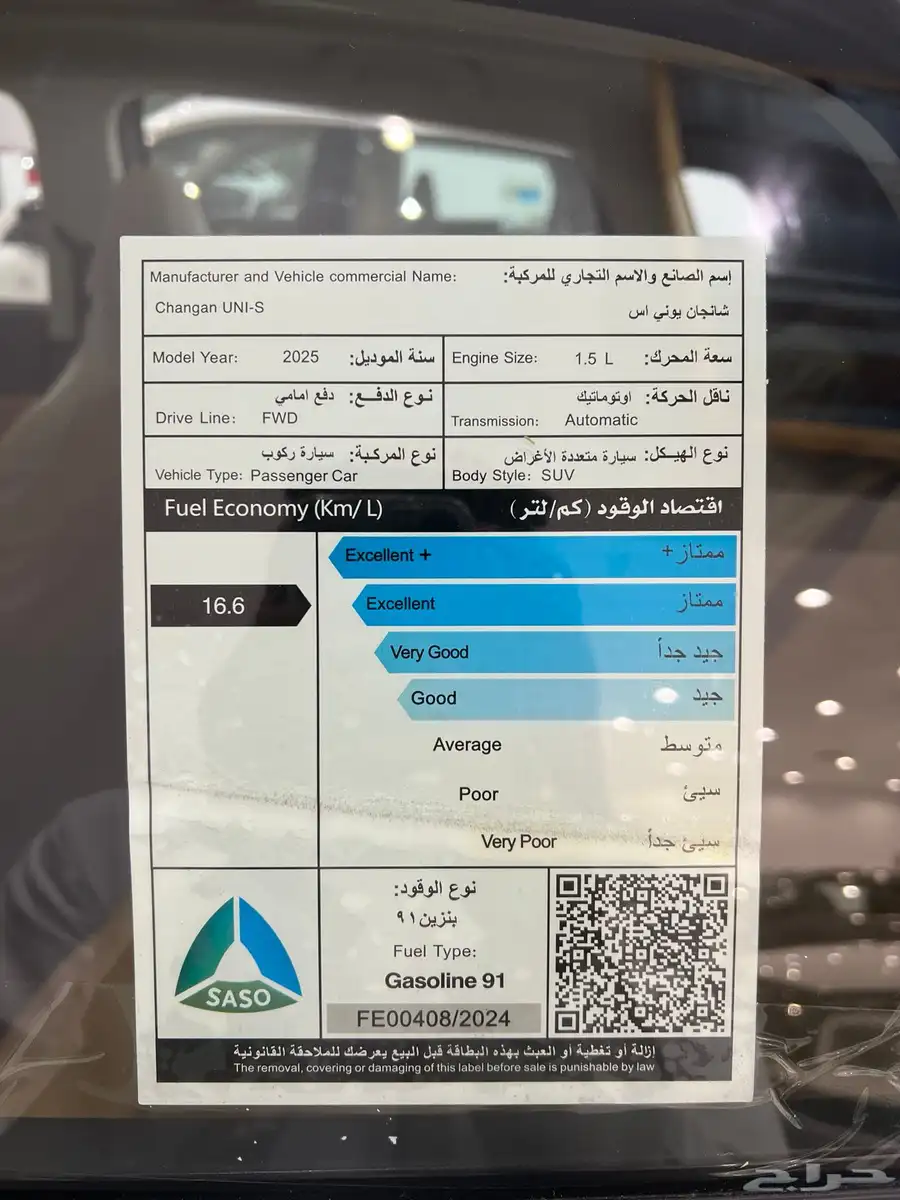 Manufacturer and Vehicle commercial Name: إسم الصانع والاسم التجاري للمركبة:
Changan UNI-S شانجان يوني اس
Model Year: 2025 سنة الموديل: Engine Size: 1.5 L سعة المحرك:
نوع الدفع: دفع امامي
Drive Line: FWD
ناقل الحركة: اوتوماتيك
Transmission: Automatic
نوع المركبة: سيارة ركوب
Vehicle Type: Passenger Car
نوع الهيكل: سيارة متعددة الأغراض
Body Style: SUV
Fuel Economy (Km/ L) اقتصاد الوقود (كم/لتر)
Excellent + ممتاز +
16.6 Excellent ممتاز
Very Good جيد جداً
Good جيد
Average متوسط
Poor سيئ
Very Poor سيئ جداً
SASO
نوع الوقود:
بنزين ٩١
Fuel Type:
Gasoline 91
FE00408/2024
إزالة أو تغطية أو العبث بهذه البطاقة قبل البيع يعرضك للملاحقة القانونية
The removal, covering or damaging of this label before sale is punishable by law
حراج